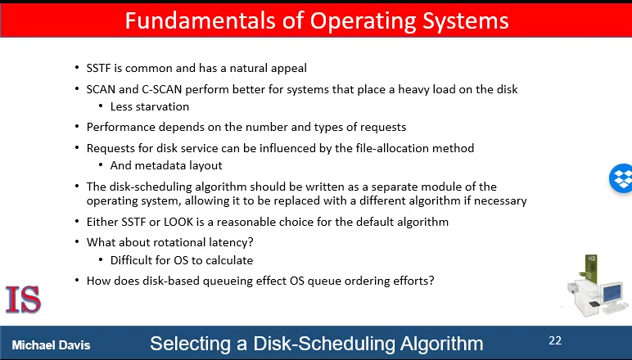 Fundamentals of Operating Systems
• SSTF is common and has a natural appeal
• SCAN and C-SCAN perform better for systems that place a heavy load on the disk
• Less starvation
• Performance depends on the number and types of requests
• Requests for disk service can be influenced by the file-allocation method
• And metadata layout
• The disk-scheduling algorithm should be written as a separate module of the
operating system, allowing it to be replaced with a different algorithm if necessary
• Either SSTF or LOOK is a reasonable choice for the default algorithm
• What about rotational latency?
• Difficult for OS to calculate
• How does disk-based queueing effect OS queue ordering efforts?
IS
Michael Davis
Selecting a Disk-Scheduling Algorithm
22